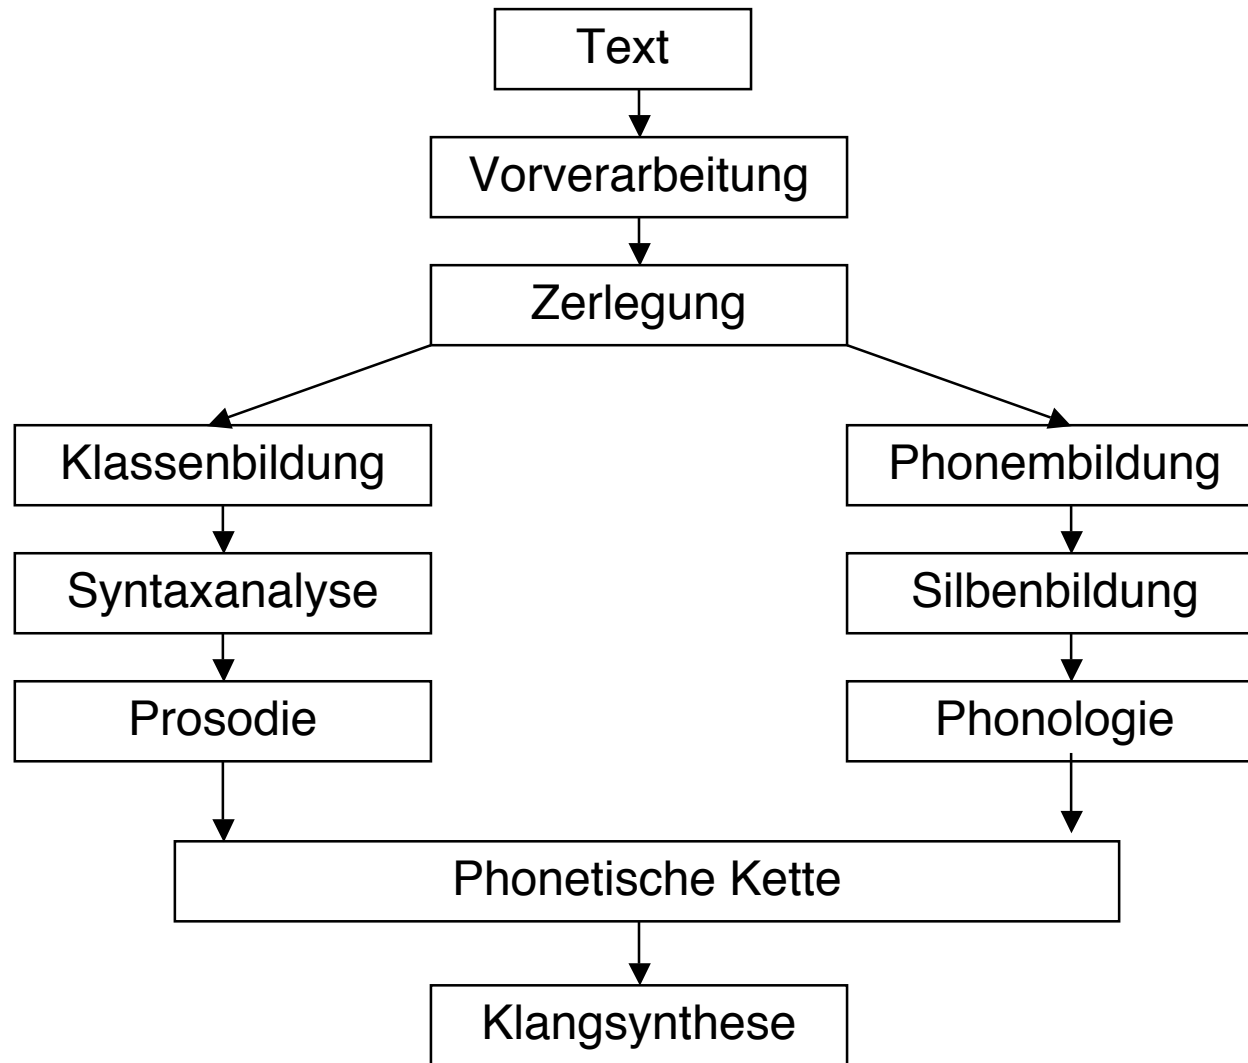 Text
Vorverarbeitung
Zerlegung
Klassenbildung
Phonembildung
Syntaxanalyse
Silbenbildung
Prosodie
Phonologie
Phonetische Kette
Klangsynthese